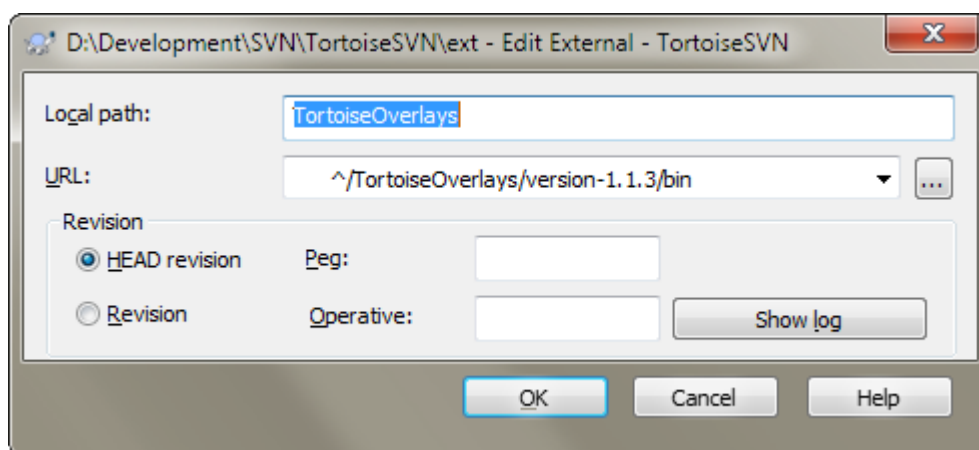 D:\Development\SVN\TortoiseSVN\ext - Edit External - TortoiseSVN
Local path: TortoiseOverlays
URL: ^/TortoiseOverlays/version-1.1.3/bin ...
Revision
HEAD revision Peg:
Revision Operative: Show log
OK Cancel Help